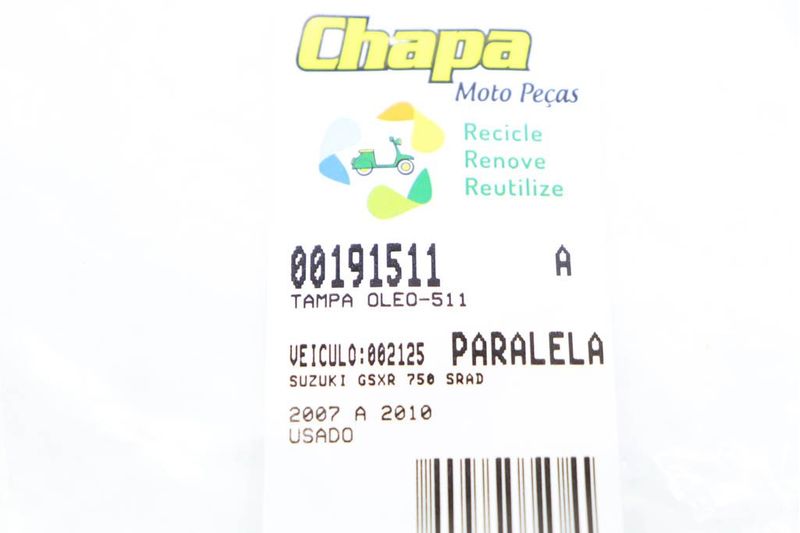 Chapa
Moto Peças
Recicle
Renove
Reutilize
00191511 A
TAMPA OLEO-511
VEICULO:002125 PARALELA
SUZUKI GSXR 750 SRAD
2007 A 2010
USADO